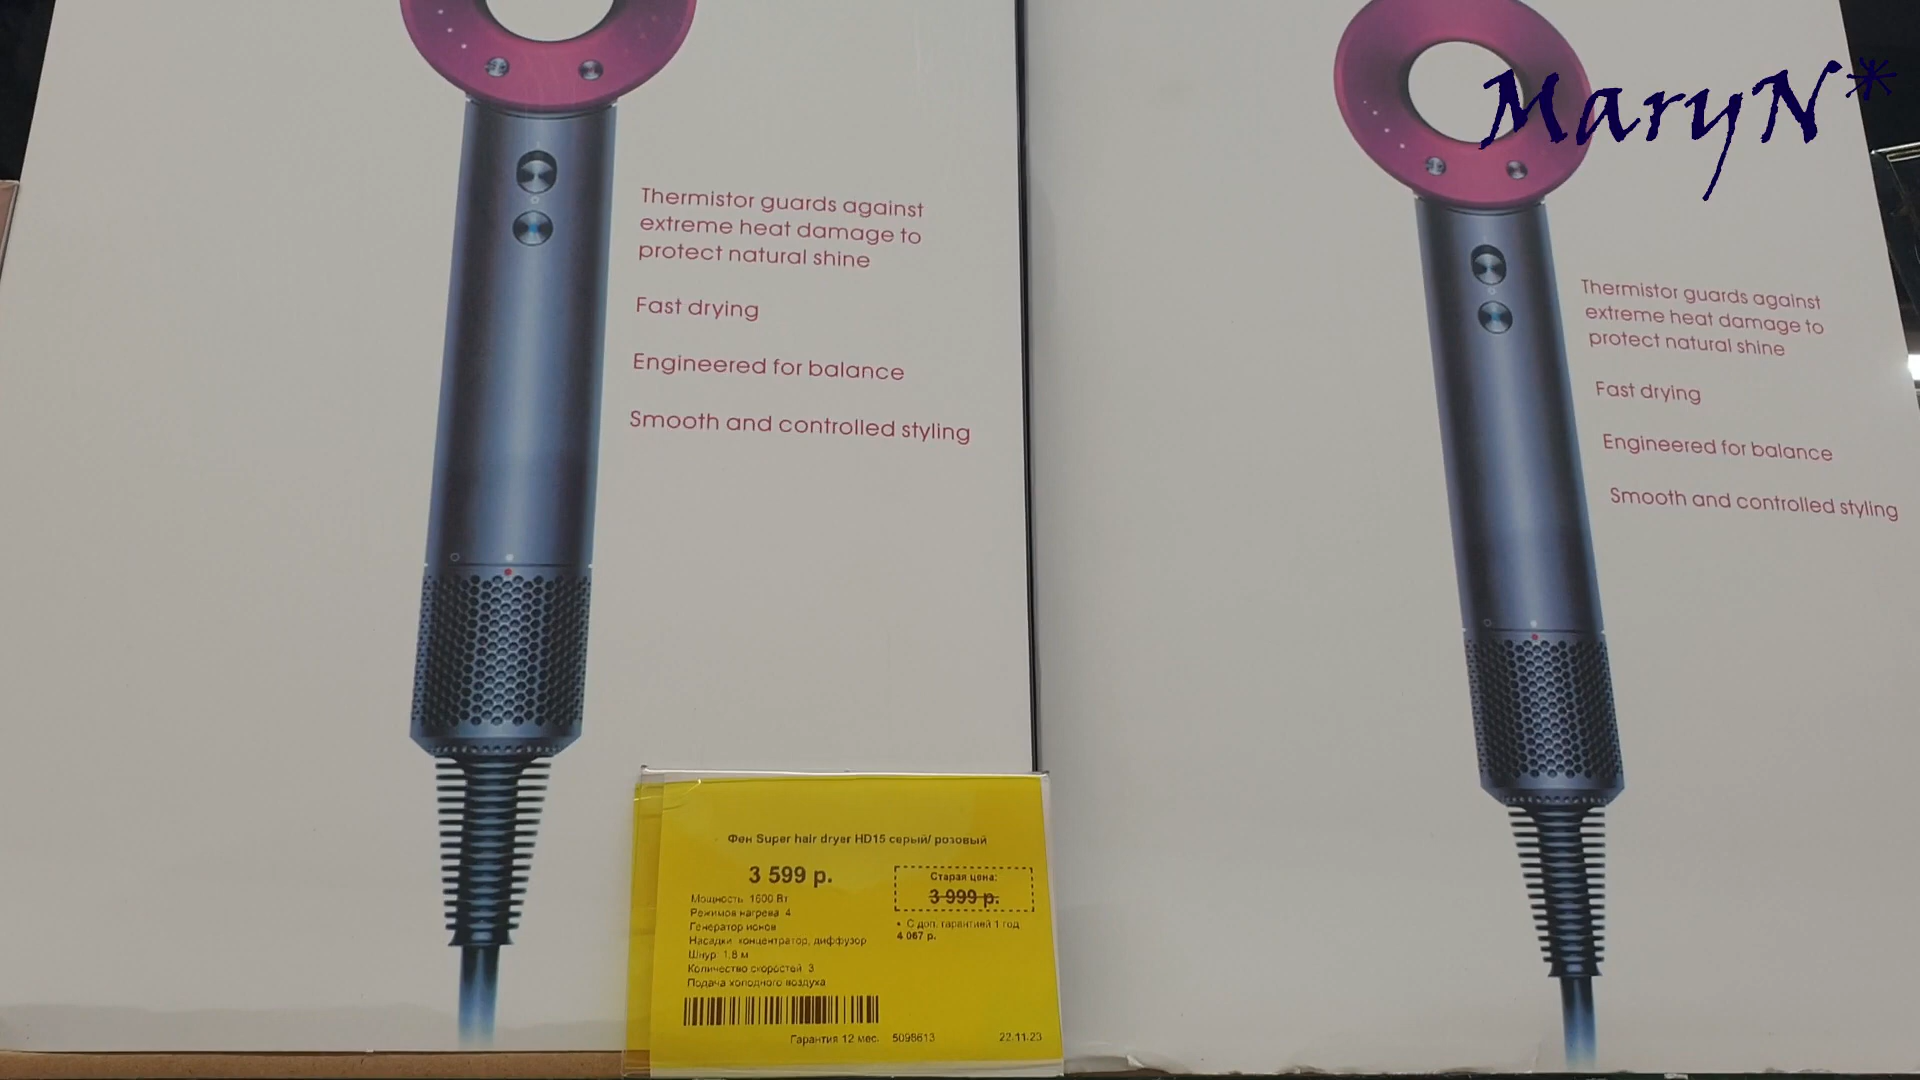 MaryN*
Thermistor guards against
extreme heat damage to
protect natural shine
Fast drying
Engineered for balance
Smooth and controlled styling
Thermistor guards against
extreme heat damage to
protect natural shine
Fast drying
Engineered for balance
Smooth and controlled styling
Фен Super hair dryer HD15 серый/ розовый
3 599 р.
Старая цена:
3 999 р.
Мощность 1600 Вт
Режимов нагрева 4
Генератор ионов
Насадки концентратор, диффузор
Шнур 1,8 м
Количество скоростей 3
Подача холодного воздуха
• С доп. гарантией 1 год
4 067 р.
Гарантия 12 мес. 5098613 22.11.23